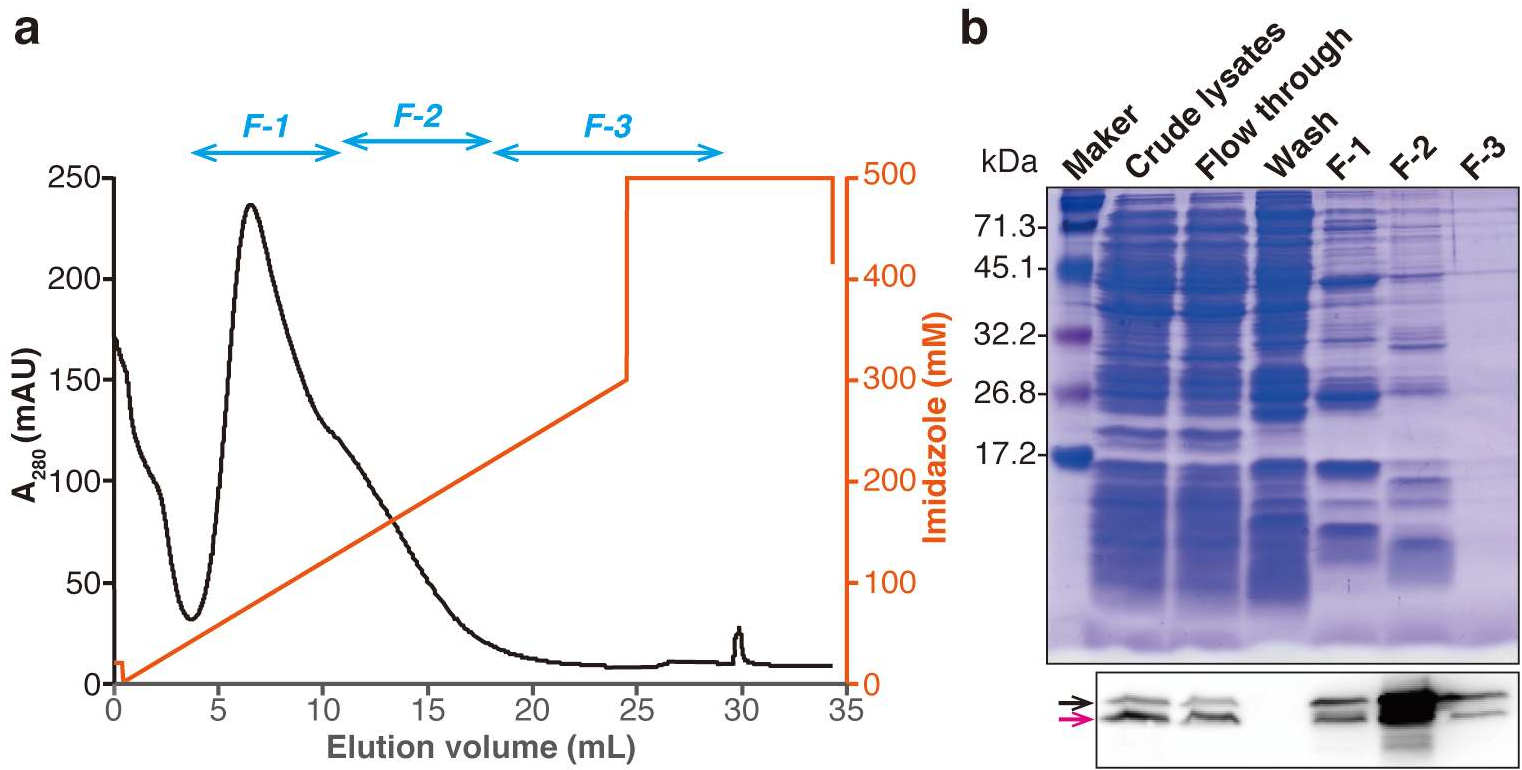 a
F-1
F-2
F-3
250
200
150
100
50
0
A280 (mAU)
500
400
300
200
100
0
Imidazole (mM)
0 5 10 15 20 25 30 35
Elution volume (mL)
b
kDa
Maker
Crude lysates
Flow through
Wash
F-1
F-2
F-3
71.3
45.1
32.2
26.8
17.2